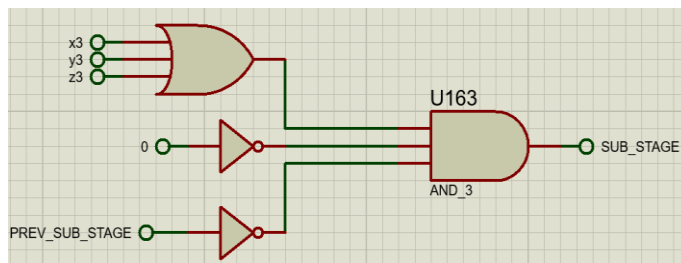 x3
y3
z3
U163
0
SUB_STAGE
AND_3
PREV_SUB_STAGE